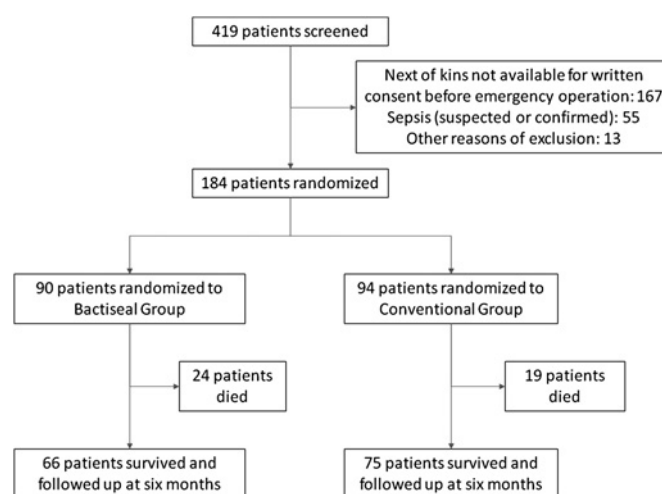 419 patients screened
Next of kins not available for written
consent before emergency operation: 167
Sepsis (suspected or confirmed): 55
Other reasons of exclusion: 13
184 patients randomized
90 patients randomized to
Bactiseal Group
94 patients randomized to
Conventional Group
24 patients
died
19 patients
died
66 patients survived and
followed up at six months
75 patients survived and
followed up at six months